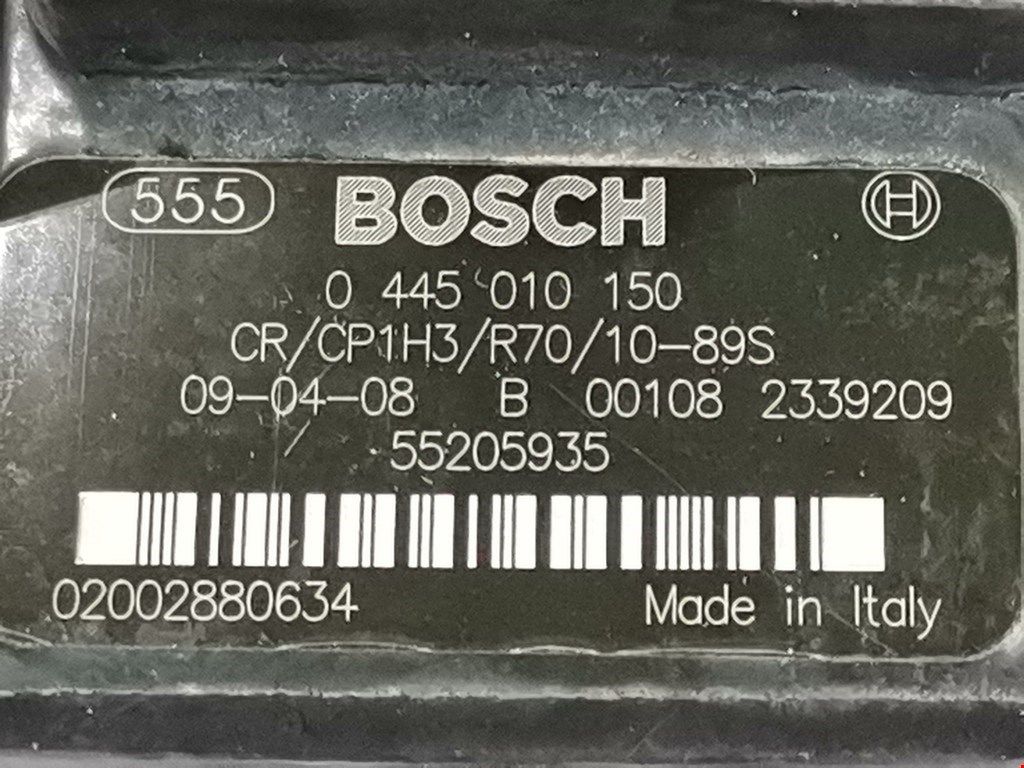 555 BOSCH H
0 445 010 150
CR/CP1H3/R70/10-89S
09-04-08 B 00108 2339209
55205935
02002880634 Made in Italy